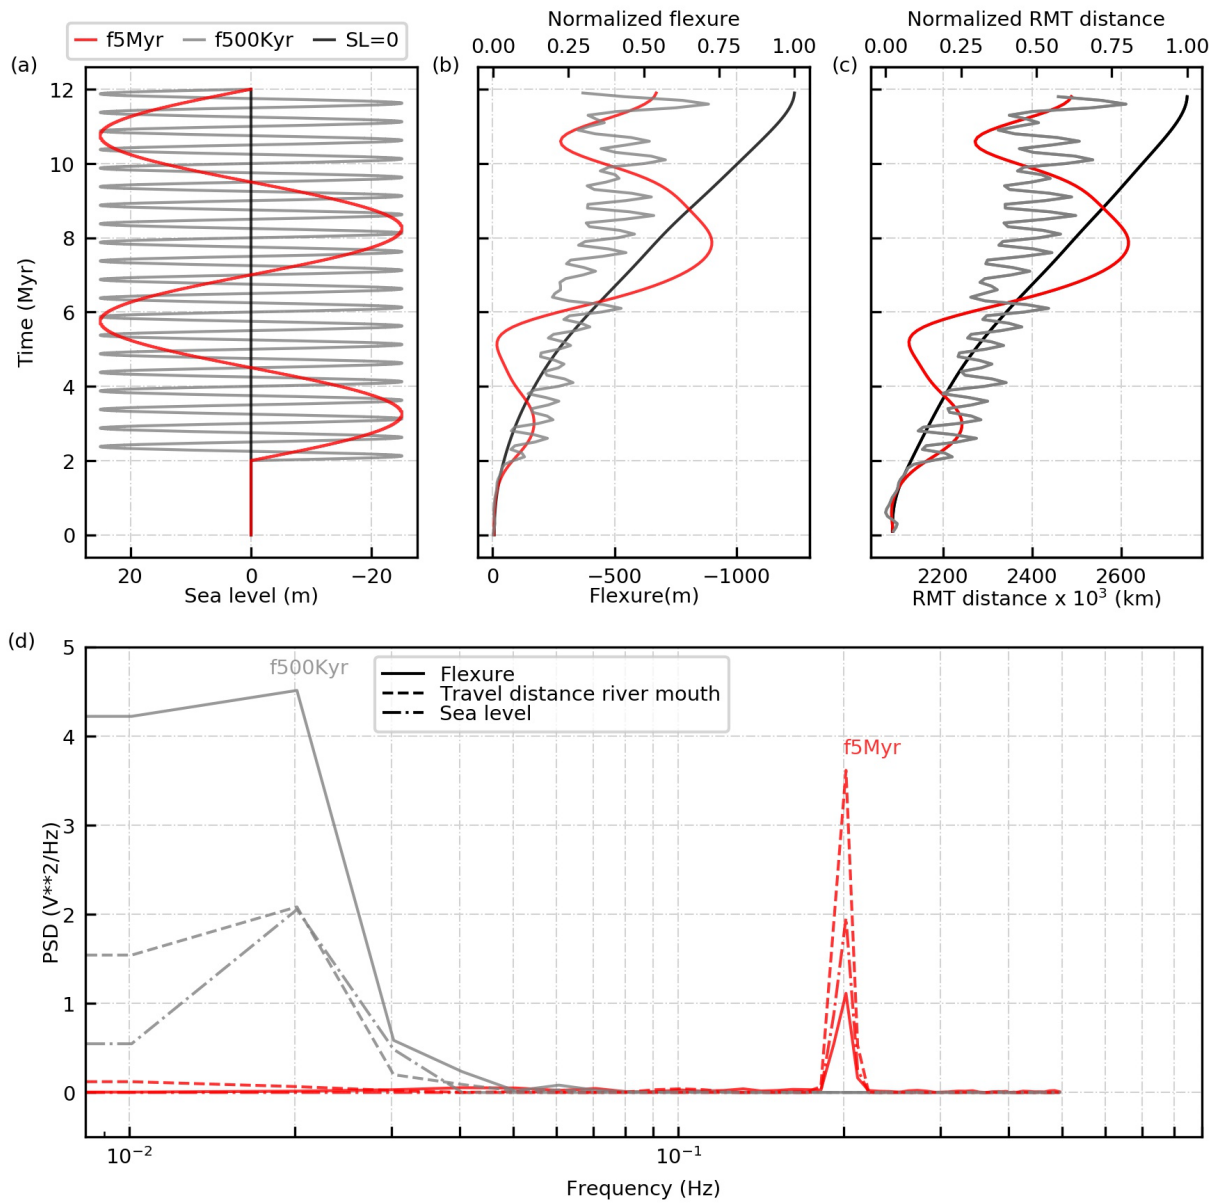 Normalized flexure
Normalized RMT distance
f5Myr f500Kyr SL=0
0.00 0.25 0.50 0.75 1.00
0.00 0.25 0.50 0.75 1.00
(a)
(b)
(c)
12
10
8
6
4
2
0
Time (Myr)
20 0 −20
0 −500 −1000
2200 2400 2600
Sea level (m)
Flexure(m)
RMT distance x 10³ (km)
(d)
5
4
3
2
1
0
PSD (V**2/Hz)
f500Kyr
Flexure
Travel distance river mouth
Sea level
f5Myr
10⁻² 10⁻¹
Frequency (Hz)